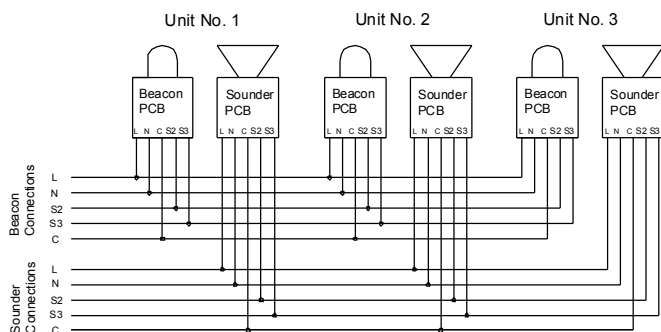 Unit No. 1 Unit No. 2 Unit No. 3
Beacon PCB
L N C S2 S3
Sounder PCB
L N C S2 S3
Beacon PCB
L N C S2 S3
Sounder PCB
L N C S2 S3
Beacon PCB
L N C S2 S3
Sounder PCB
L N C S2 S3
Beacon Connections
L
N
S2
S3
C
Sounder Connections
L
N
S2
S3
C